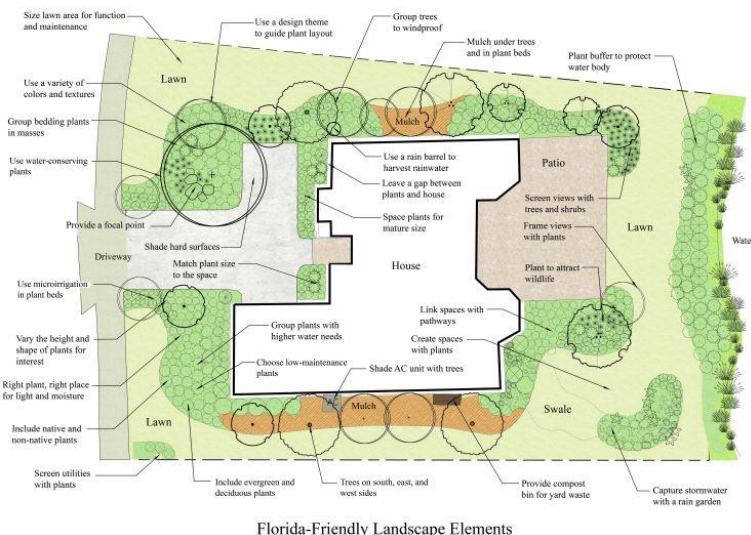 Size lawn area for function
and maintenance
Use a design theme
to guide plant layout
Group trees
to windproof
Mulch under trees
and in plant beds
Plant buffer to protect
water body
Lawn
Use a variety of
colors and textures
Group bedding plants
in masses
Mulch
Use water-conserving
plants
Use a rain barrel to
harvest rainwater
Patio
Leave a gap between
plants and house
Screen views with
trees and shrubs
Provide a focal point
Space plants for
mature size
Lawn
Frame views
with plants
Shade hard surfaces
Water
Driveway
Match plant size
to the space
House
Plant to attract
wildlife
Use microirrigation
in plant beds
Link spaces with
pathways
Vary the height and
shape of plants for
interest
Group plants with
higher water needs
Create spaces
with plants
Choose low-maintenance
plants
Right plant, right place
for light and moisture
Shade AC unit with trees
AC
Mulch
Lawn
Swale
Include native and
non-native plants
Screen utilities
with plants
Include evergreen and
deciduous plants
Trees on south, east, and
west sides
Provide compost
bin for yard waste
Capture stormwater
with a rain garden
Florida-Friendly Landscape Elements